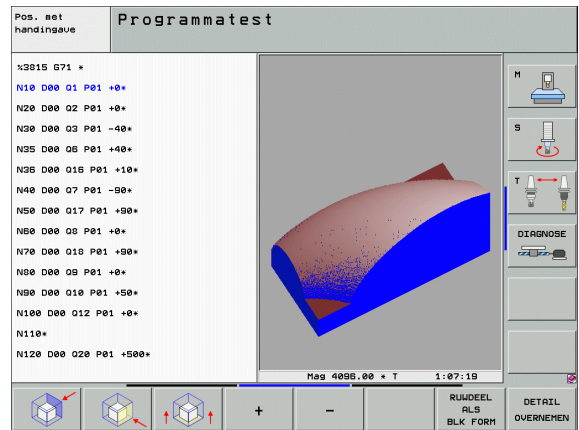 Pos. met
handingave
Programmatest
%3815 G71 *
N10 D00 Q1 P01 +0*
N20 D00 Q2 P01 +0*
N30 D00 Q3 P01 -40*
N35 D00 Q6 P01 +40*
N36 D00 Q16 P01 +10*
N40 D00 Q7 P01 -90*
N50 D00 Q17 P01 +90*
N60 D00 Q8 P01 +0*
N70 D00 Q18 P01 +90*
N80 D00 Q9 P01 +0*
N90 D00 Q10 P01 +50*
N100 D00 Q12 P01 +0*
N110*
N120 D00 Q20 P01 +500*
Mag 4096.00 * T 1:07:19
M
S
T
DIAGNOSE
+
-
RUWDEEL
ALS
BLK FORM
DETAIL
OVERNEMEN